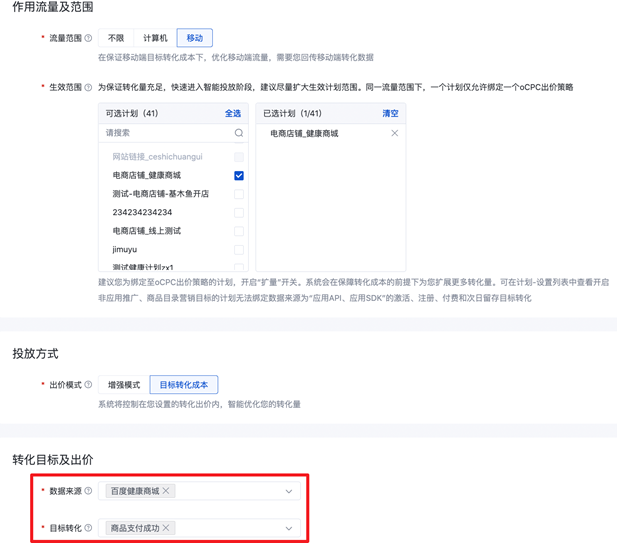 作用流量及范围
* 流量范围 ? 不限 计算机 移动
在保证移动端目标转化成本下，优化移动端流量，需要您回传移动端转化数据
* 生效范围 ? 为保证转化量充足，快速进入智能投放阶段，建议尽量扩大生效计划范围。同一流量范围下，一个计划仅允许绑定一个oCPC出价策略
可选计划（41） 全选
请搜索
网站链接_ceshichuangui
电商店铺_健康商城
测试-电商店铺-基木鱼开店
234234234234
电商店铺_线上测试
jimuyu
测试健康计划zx1
已选计划（1/41） 清空
电商店铺_健康商城
建议您为绑定至oCPC出价策略的计划，开启“扩量”开关。系统会在保障转化成本的前提下为您扩展更多转化量。可在计划-设置列表中查看开启
非应用推广、商品目录营销目标的计划无法绑定数据来源为“应用API、应用SDK”的激活、注册、付费和次日留存目标转化
投放方式
* 出价模式 ? 增强模式 目标转化成本
系统将控制在您设置的转化出价内，智能优化您的转化量
转化目标及出价
* 数据来源 ? 百度健康商城
* 目标转化 ? 商品支付成功